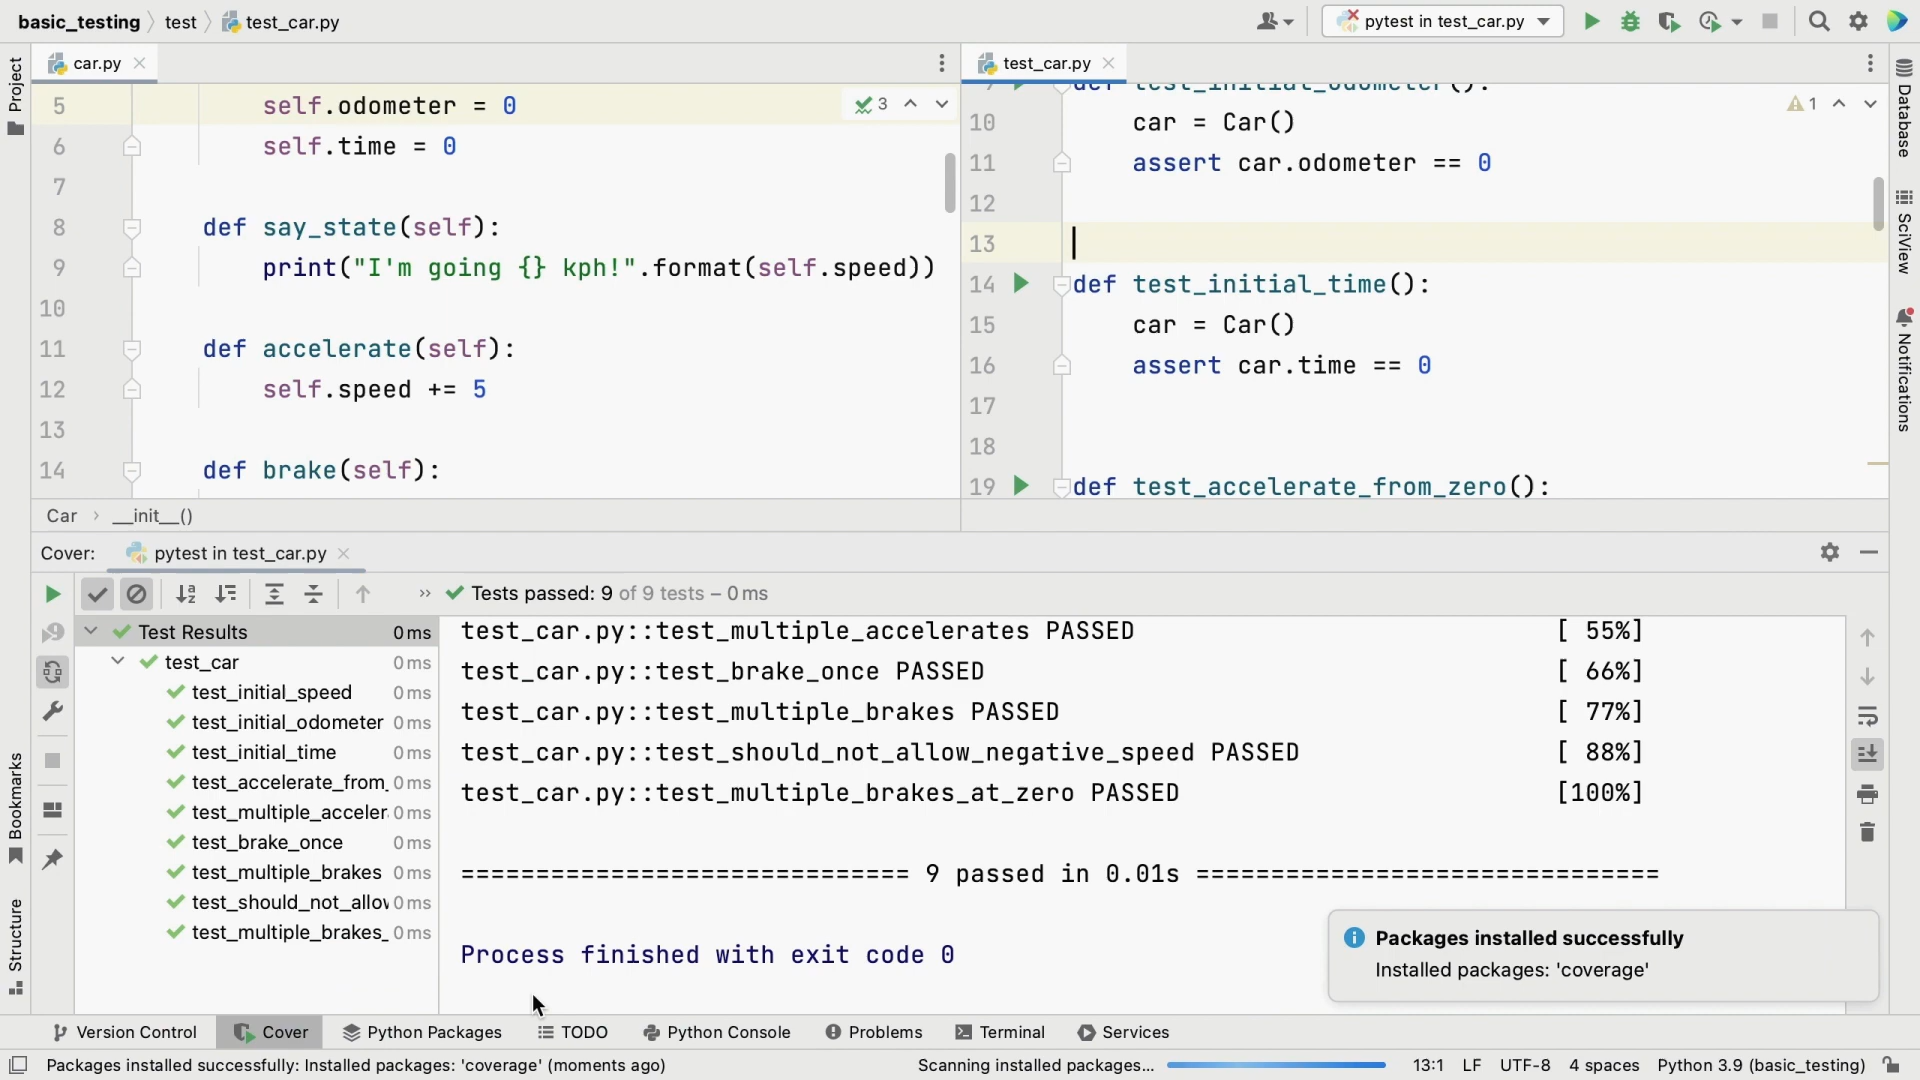 basic_testing test test_car.py
pytest in test_car.py
Project
car.py
5 self.odometer = 0
3
6 self.time = 0
7
8 def say_state(self):
9 print("I'm going {} kph!".format(self.speed))
10
11 def accelerate(self):
12 self.speed += 5
13
14 def brake(self):
Car > __init__()
test_car.py
def test_initial_odometer():
1
10 car = Car()
11 assert car.odometer == 0
12
13
14 def test_initial_time():
15 car = Car()
16 assert car.time == 0
17
18
19 def test_accelerate_from_zero():
Database
SciView
Notifications
Cover: pytest in test_car.py
Tests passed: 9 of 9 tests – 0 ms
Test Results 0 ms
test_car 0 ms
test_initial_speed 0 ms
test_initial_odometer 0 ms
test_initial_time 0 ms
test_accelerate_from_ 0 ms
test_multiple_acceler 0 ms
test_brake_once 0 ms
test_multiple_brakes 0 ms
test_should_not_allow 0 ms
test_multiple_brakes_ 0 ms
test_car.py::test_multiple_accelerates PASSED [ 55%]
test_car.py::test_brake_once PASSED [ 66%]
test_car.py::test_multiple_brakes PASSED [ 77%]
test_car.py::test_should_not_allow_negative_speed PASSED [ 88%]
test_car.py::test_multiple_brakes_at_zero PASSED [100%]
============================== 9 passed in 0.01s ===============================
Process finished with exit code 0
Packages installed successfully
Installed packages: 'coverage'
Bookmarks
Structure
Version Control Cover Python Packages TODO Python Console Problems Terminal Services
Packages installed successfully: Installed packages: 'coverage' (moments ago) Scanning installed packages... 13:1 LF UTF-8 4 spaces Python 3.9 (basic_testing)